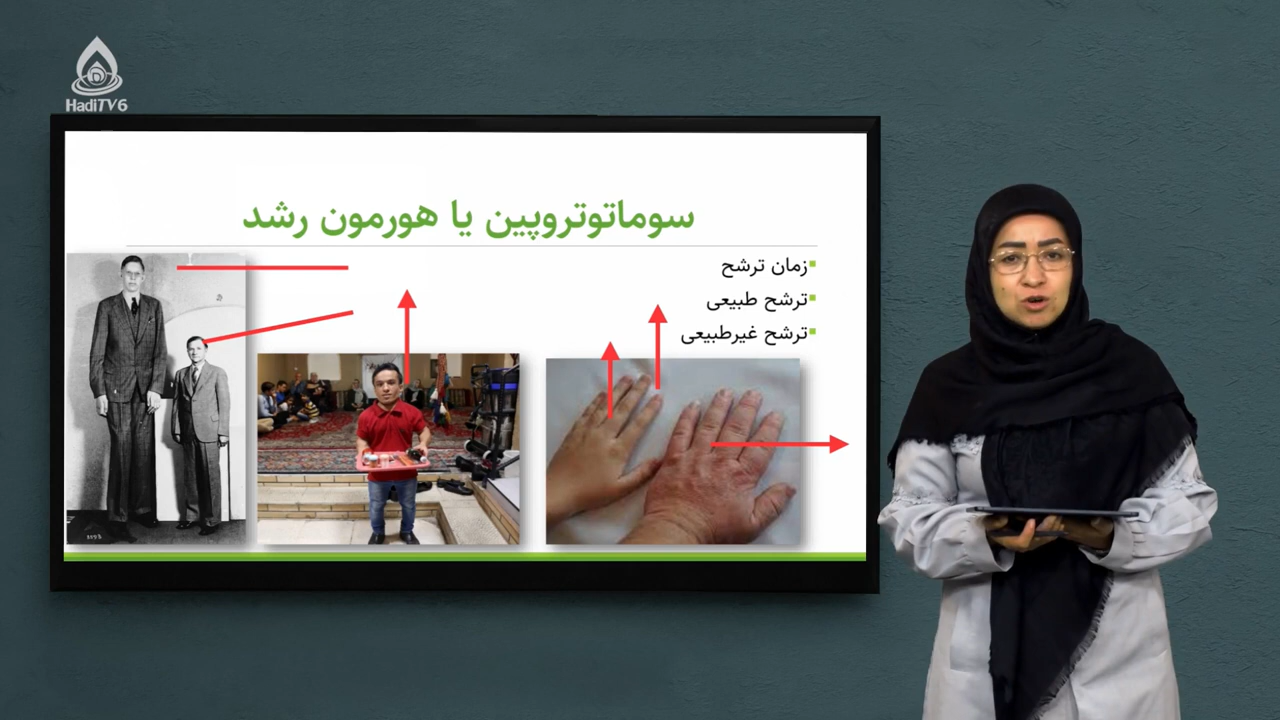 HadiTV6
سوماتوتروپین یا هورمون رشد
زمان ترشح
ترشح طبیعی
ترشح غیرطبیعی